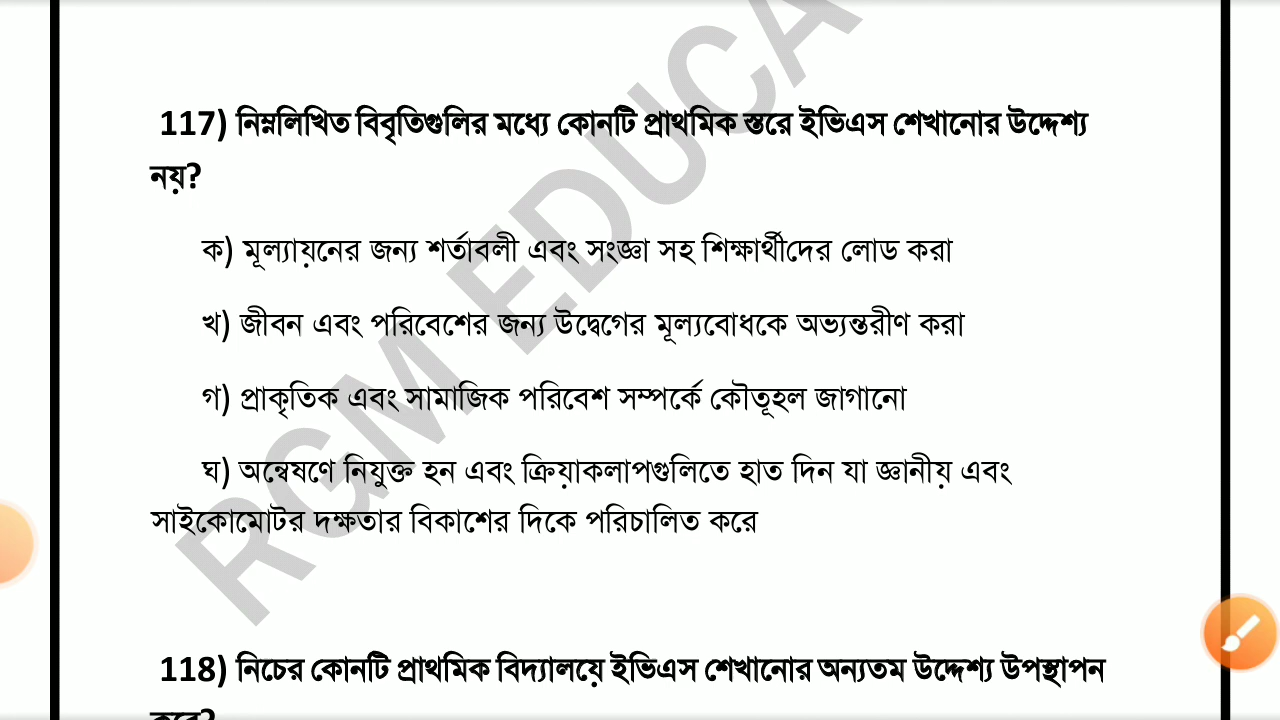 117) নিম্নলিখিত বিবৃতিগুলির মধ্যে কোনটি প্রাথমিক স্তরে ইভিএস শেখানোর উদ্দেশ্য
নয়?
ক) মূল্যায়নের জন্য শর্তাবলী এবং সংজ্ঞা সহ শিক্ষার্থীদের লোড করা
খ) জীবন এবং পরিবেশের জন্য উদ্বেগের মূল্যবোধকে অভ্যন্তরীণ করা
গ) প্রাকৃতিক এবং সামাজিক পরিবেশ সম্পর্কে কৌতূহল জাগানো
ঘ) অন্বেষণে নিযুক্ত হন এবং ক্রিয়াকলাপগুলিতে হাত দিন যা জ্ঞানীয় এবং
সাইকোমোটর দক্ষতার বিকাশের দিকে পরিচালিত করে
RGM EDUCA
118) নিচের কোনটি প্রাথমিক বিদ্যালয়ে ইভিএস শেখানোর অন্যতম উদ্দেশ্য উপস্থাপন